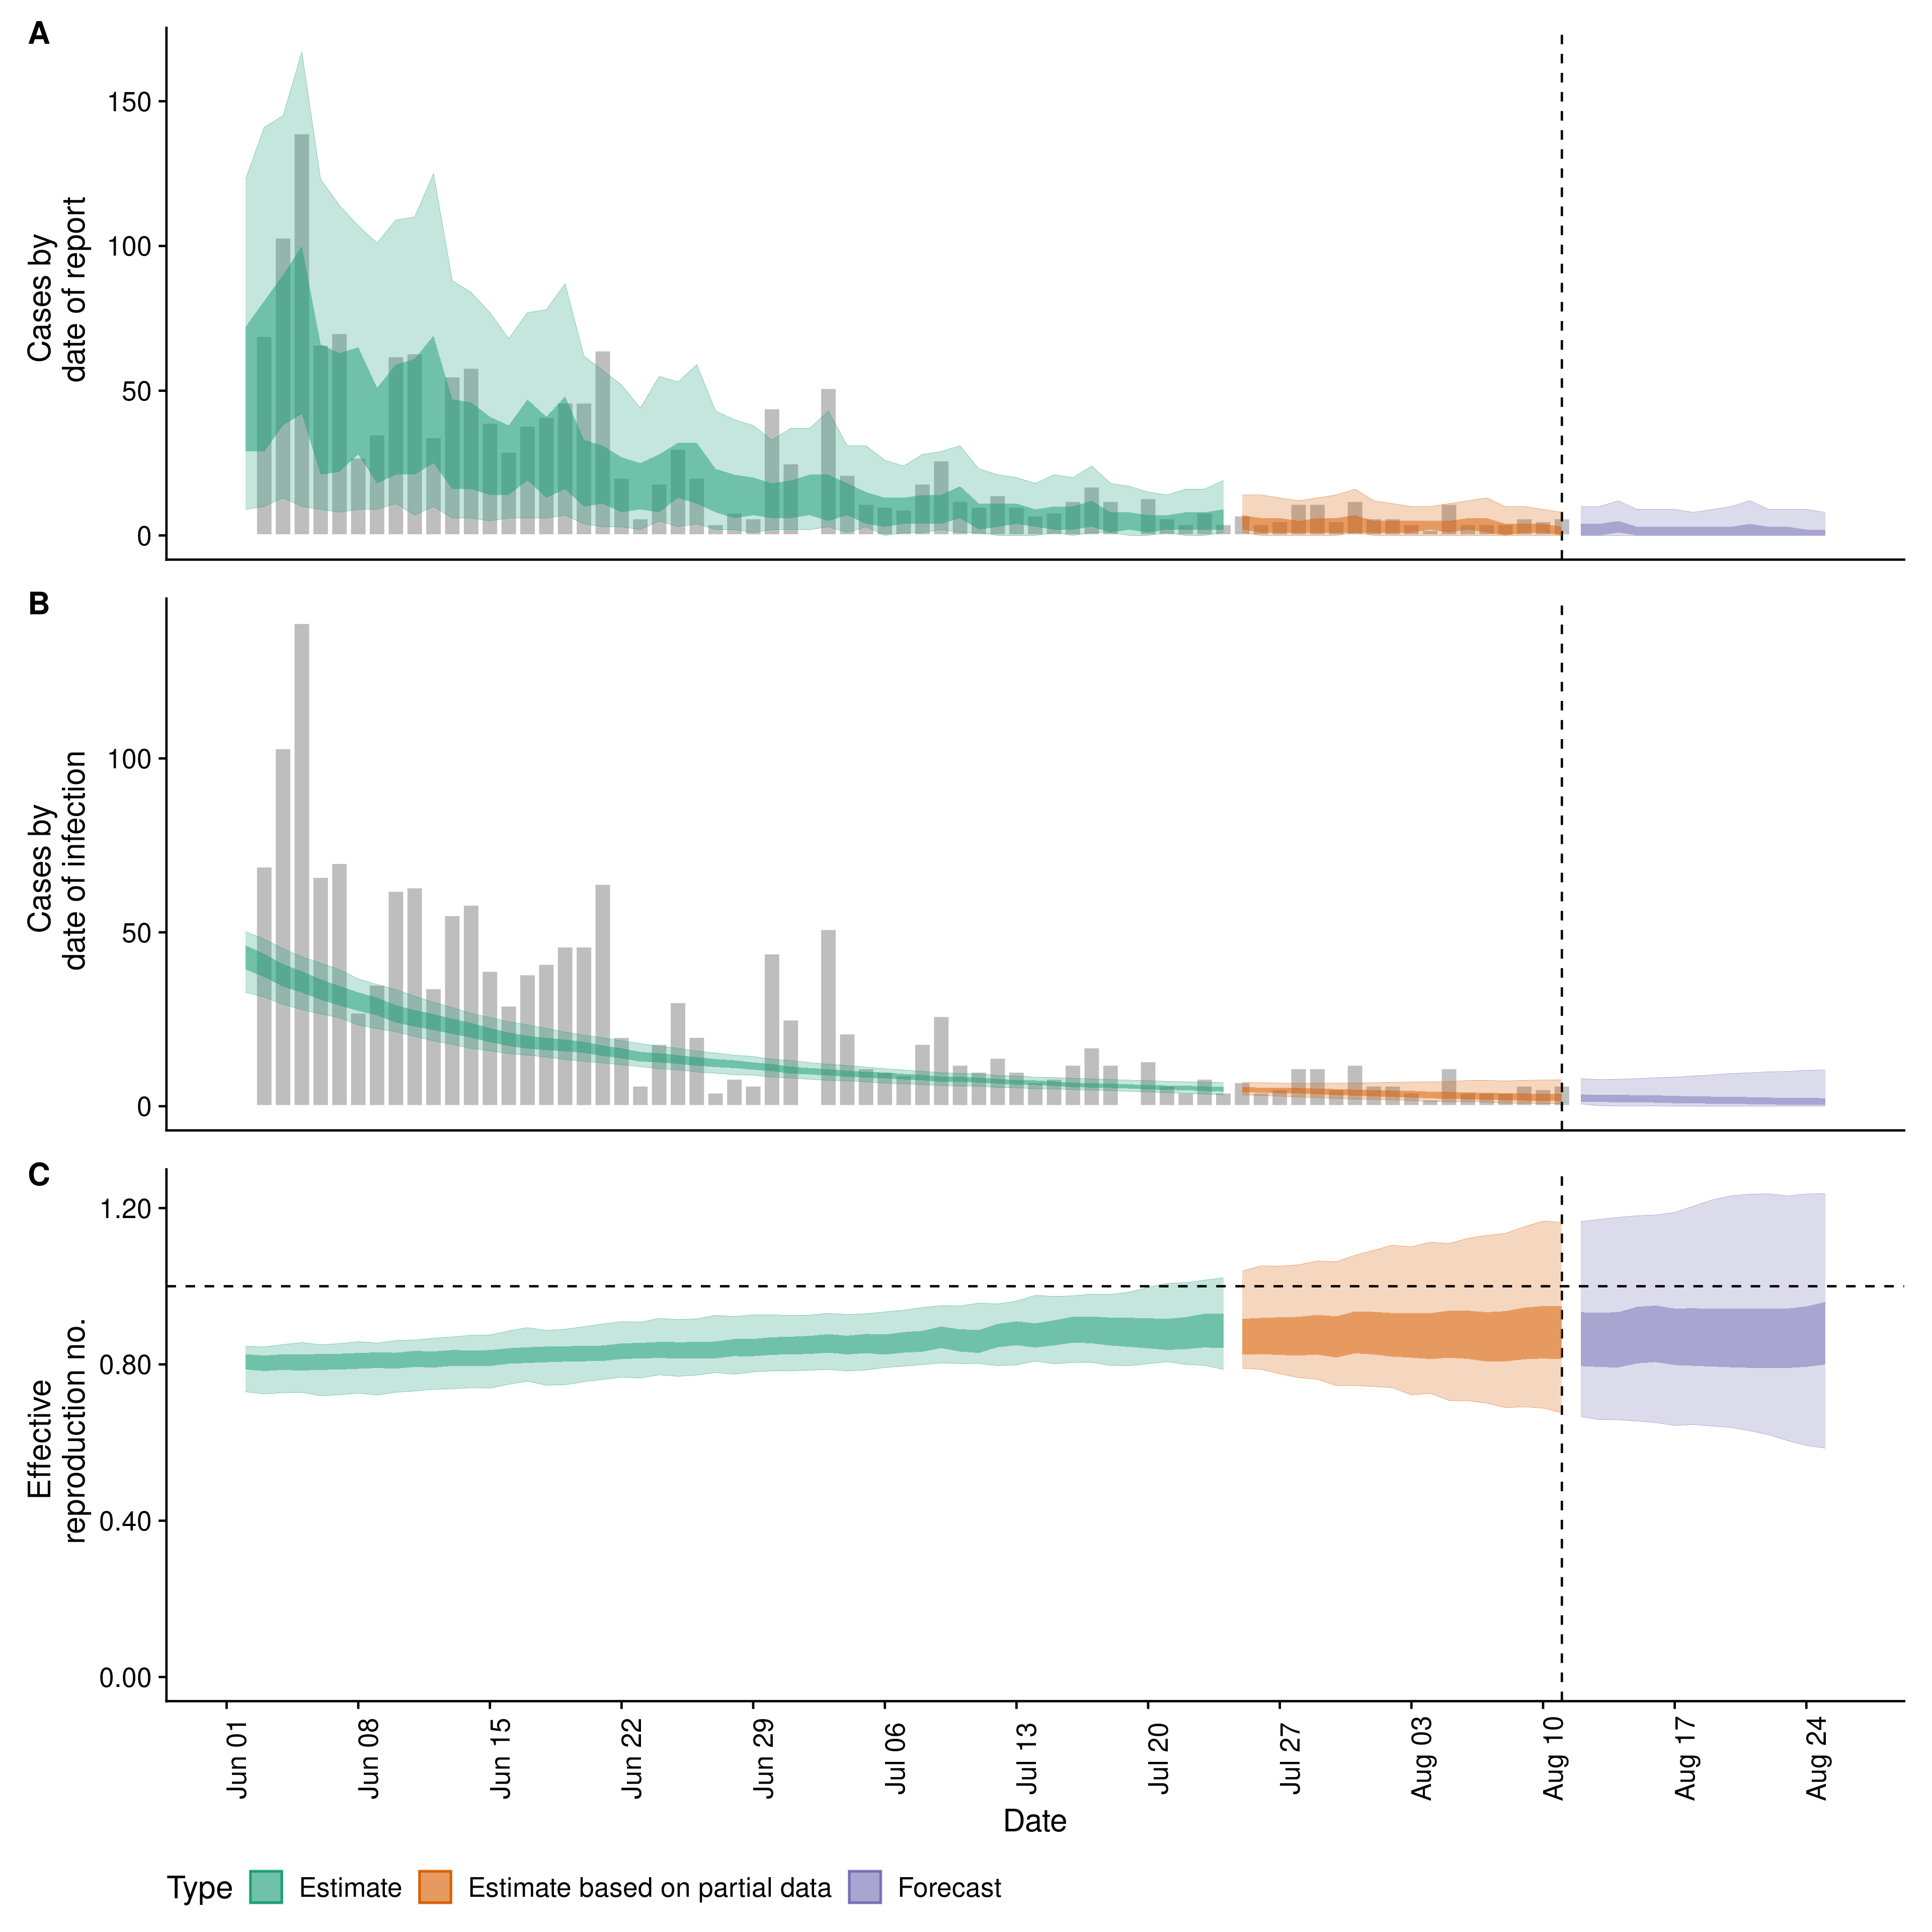 A
Cases by
date of report
150
100
50
0
B
Cases by
date of infection
100
50
0
C
Effective
reproduction no.
1.20
0.80
0.40
0.00
Jun 01
Jun 08
Jun 15
Jun 22
Jun 29
Jul 06
Jul 13
Jul 20
Jul 27
Aug 03
Aug 10
Aug 17
Aug 24
Date
Type Estimate Estimate based on partial data Forecast